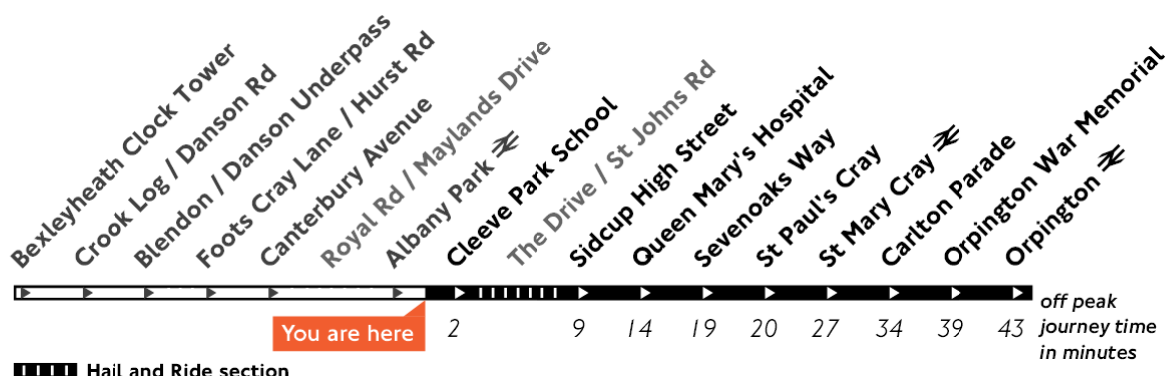 Bexleyheath Clock Tower
Crook Log / Danson Rd
Blendon / Danson Underpass
Foots Cray Lane / Hurst Rd
Canterbury Avenue
Royal Rd / Maylands Drive
Albany Park
Cleeve Park School
The Drive / St Johns Rd
Sidcup High Street
Queen Mary's Hospital
Sevenoaks Way
St Paul's Cray
St Mary Cray
Carlton Parade
Orpington War Memorial
Orpington
You are here
2 9 14 19 20 27 34 39 43
off peak
journey time
in minutes
Hail and Ride section